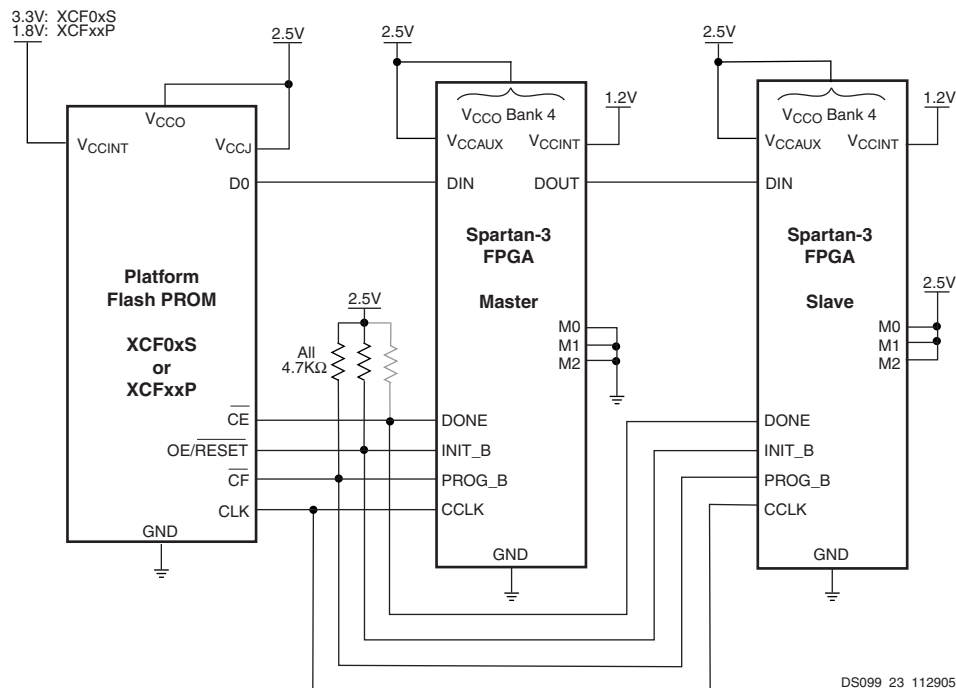 3.3V: XCF0xS
1.8V: XCFxxP
2.5V
VCCO
VCCINT
VCCJ
D0
Platform
Flash PROM
XCF0xS
or
XCFxxP
CE
OE/RESET
CF
CLK
GND
2.5V
All
4.7KΩ
2.5V
VCCO Bank 4
VCCAUX
VCCINT
1.2V
DIN
DOUT
Spartan-3
FPGA
Master
M0
M1
M2
DONE
INIT_B
PROG_B
CCLK
GND
2.5V
VCCO Bank 4
VCCAUX
VCCINT
1.2V
DIN
Spartan-3
FPGA
Slave
2.5V
M0
M1
M2
DONE
INIT_B
PROG_B
CCLK
GND
DS099_23_112905